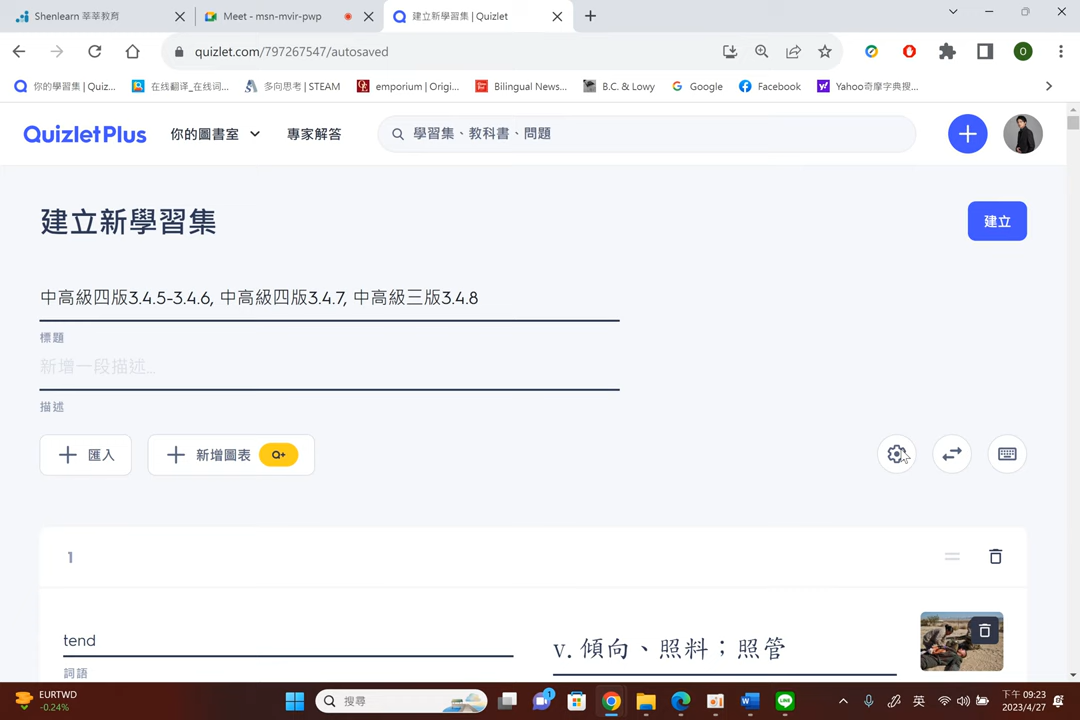 Shenlearn 莘莘教育
Meet - msn-mvir-pwp
建立新學習集 | Quizlet
quizlet.com/797267547/autosaved
O
你的學習集 | Quiz...
在线翻译_在线词...
多向思考 | STEAM
emporium | Origi...
Bilingual News...
B.C. & Lowy
Google
Facebook
Yahoo奇摩字典搜...
QuizletPlus
你的圖書室
專家解答
學習集、教科書、問題
建立新學習集
建立
中高級四版3.4.5-3.4.6, 中高級四版3.4.7, 中高級三版3.4.8
標題
新增一段描述...
描述
匯入
新增圖表
Q+
1
tend
v. 傾向、照料；照管
詞語
EURTWD
-0.24%
搜尋
1
英
下午 09:23
2023/4/27